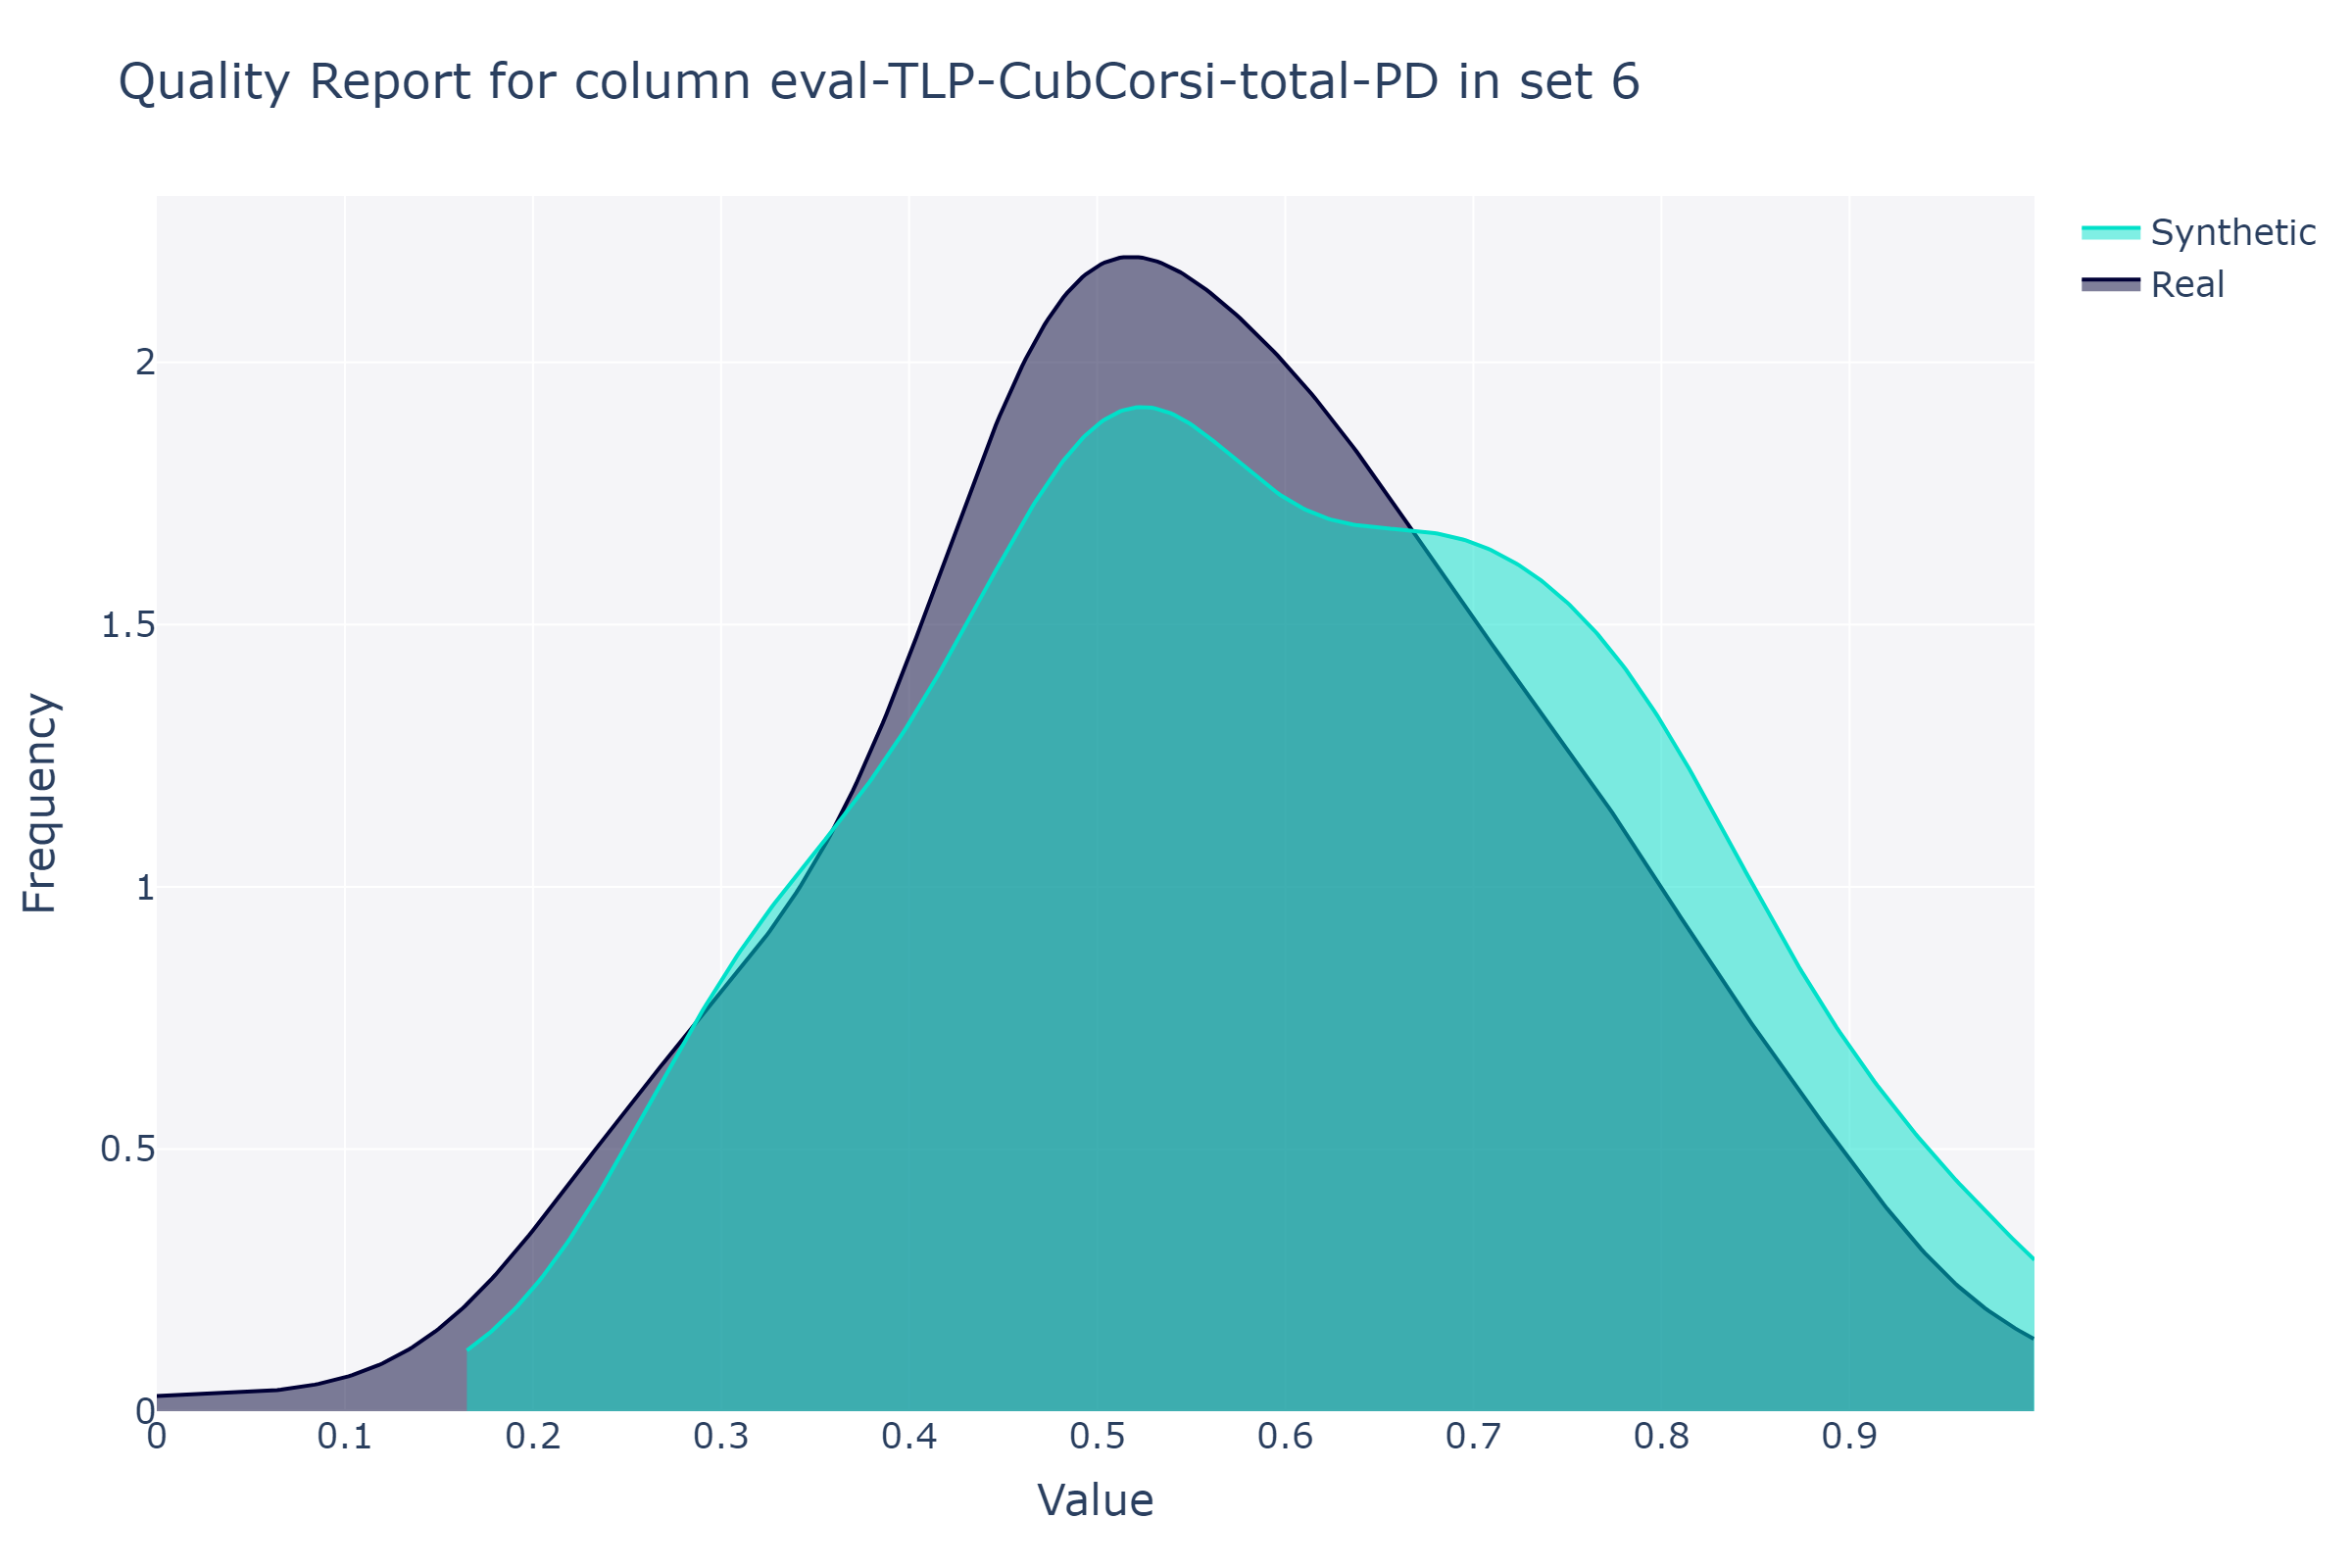 Quality Report for column eval-TLP-CubCorsi-total-PD in set 6
Synthetic
Real
Frequency
2
1.5
1
0.5
0
0 0.1 0.2 0.3 0.4 0.5 0.6 0.7 0.8 0.9
Value